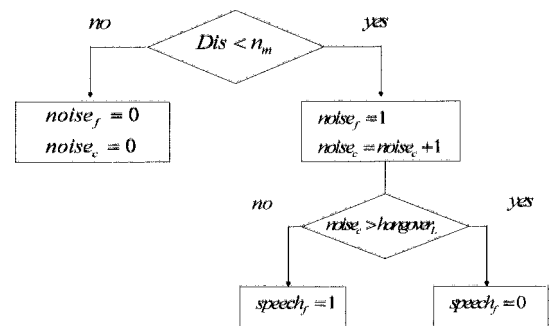 no
yes
Dis < n_m
noise_f = 0
noise_c = 0
noise_f = 1
noise_c = noise_c + 1
no
yes
noise_c > hangover_L
speech_f = 1
speech_f = 0